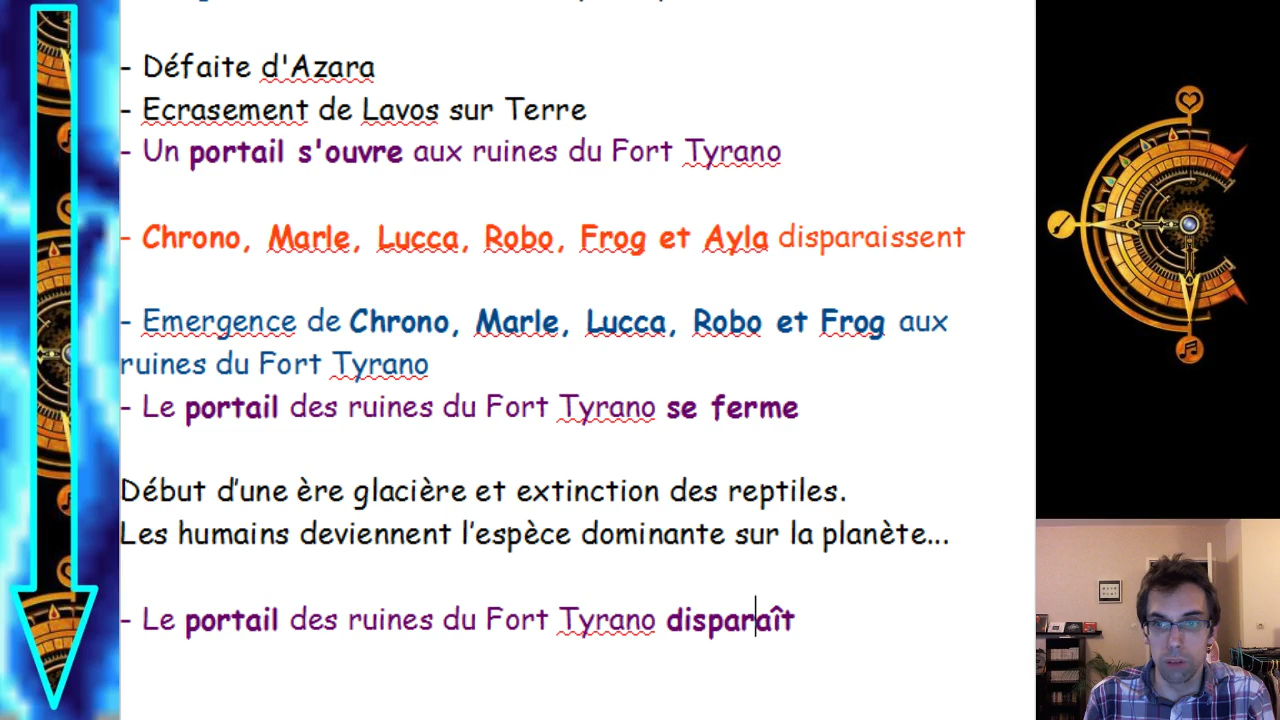 - Défaite d'Azara
- Ecrasement de Lavos sur Terre
- Un portail s'ouvre aux ruines du Fort Tyrano
- Chrono, Marle, Lucca, Robo, Frog et Ayla disparaissent
- Emergence de Chrono, Marle, Lucca, Robo et Frog aux
ruines du Fort Tyrano
- Le portail des ruines du Fort Tyrano se ferme
Début d’une ère glacière et extinction des reptiles.
Les humains deviennent l’espèce dominante sur la planète...
- Le portail des ruines du Fort Tyrano disparaît